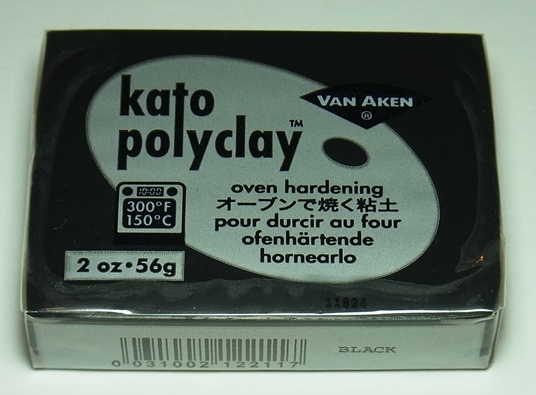 kato
polyclay™
VAN AKEN
®
10:00
300°F
150°C
oven hardening
オーブンで焼く粘土
pour durcir au four
ofenhärtende
hornearlo
2 oz•56g
11824
0 031002 122117
BLACK